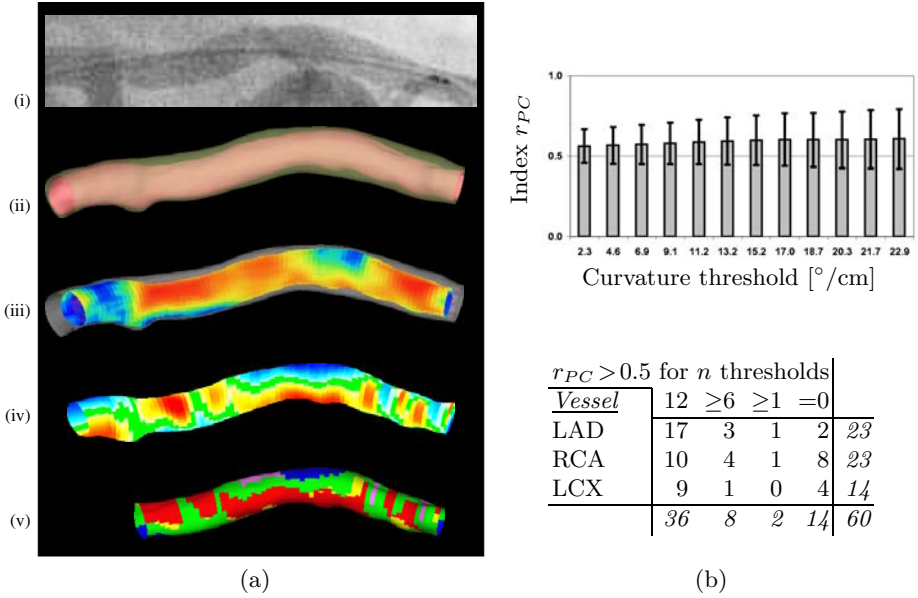 (i)
(ii)
(iii)
(iv)
(v)
(a)
Index r_PC
1.0
0.5
0.0
2.3 4.6 6.9 9.1 11.2 13.2 15.2 17.0 18.7 20.3 21.7 22.9
Curvature threshold [°/cm]
r_PC > 0.5 for n thresholds
Vessel 12 ≥6 ≥1 =0
LAD 17 3 1 2 23
RCA 10 4 1 8 23
LCX 9 1 0 4 14
36 8 2 14 60
(b)